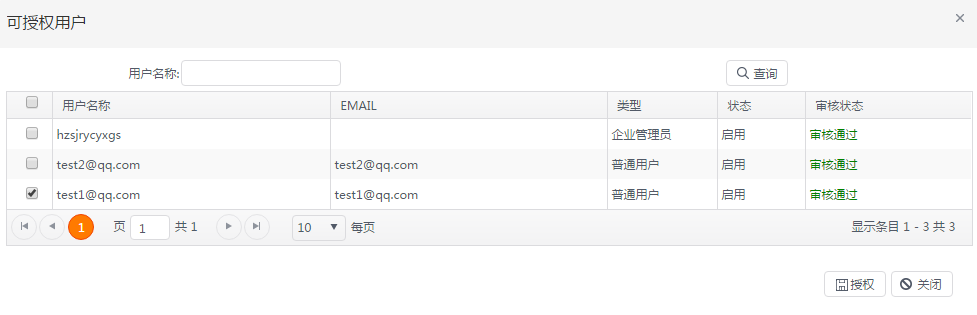 可授权用户
用户名称: 查询
用户名称 EMAIL 类型 状态 审核状态
hzsjrycyxgs 企业管理员 启用 审核通过
test2@qq.com test2@qq.com 普通用户 启用 审核通过
test1@qq.com test1@qq.com 普通用户 启用 审核通过
1 页 1 共 1 10 每页 显示条目 1 - 3 共 3
授权 关闭